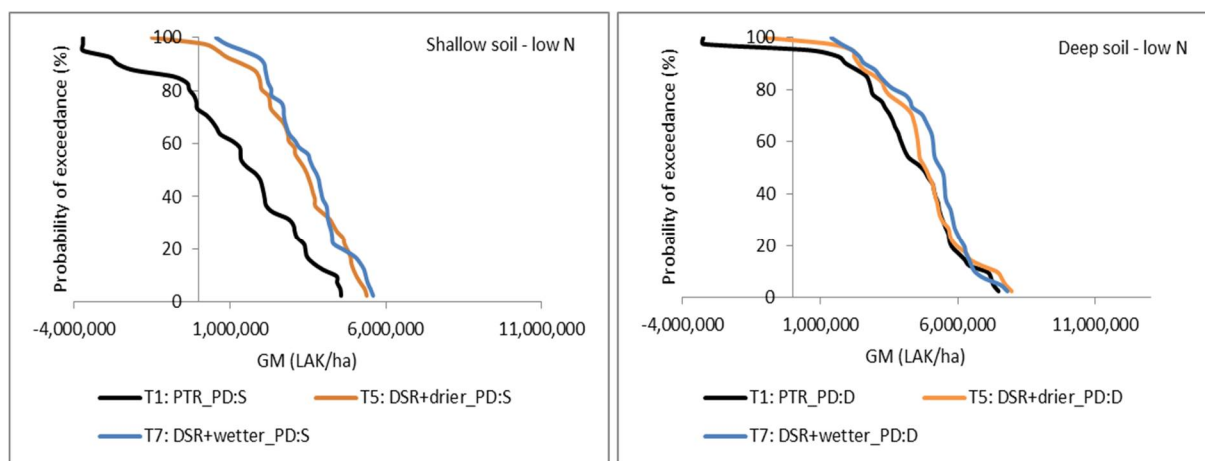 Shallow soil - low N
Probability of exceedance (%)
100
80
60
40
20
0
-4,000,000 1,000,000 6,000,000 11,000,000
GM (LAK/ha)
T1: PTR_PD:S T5: DSR+drier_PD:S
T7: DSR+wetter_PD:S
Deep soil - low N
Probaility of exceedance (%)
100
80
60
40
20
0
-4,000,000 1,000,000 6,000,000 11,000,000
GM (LAK/ha)
T1: PTR_PD:D T5: DSR+drier_PD:D
T7: DSR+wetter_PD:D